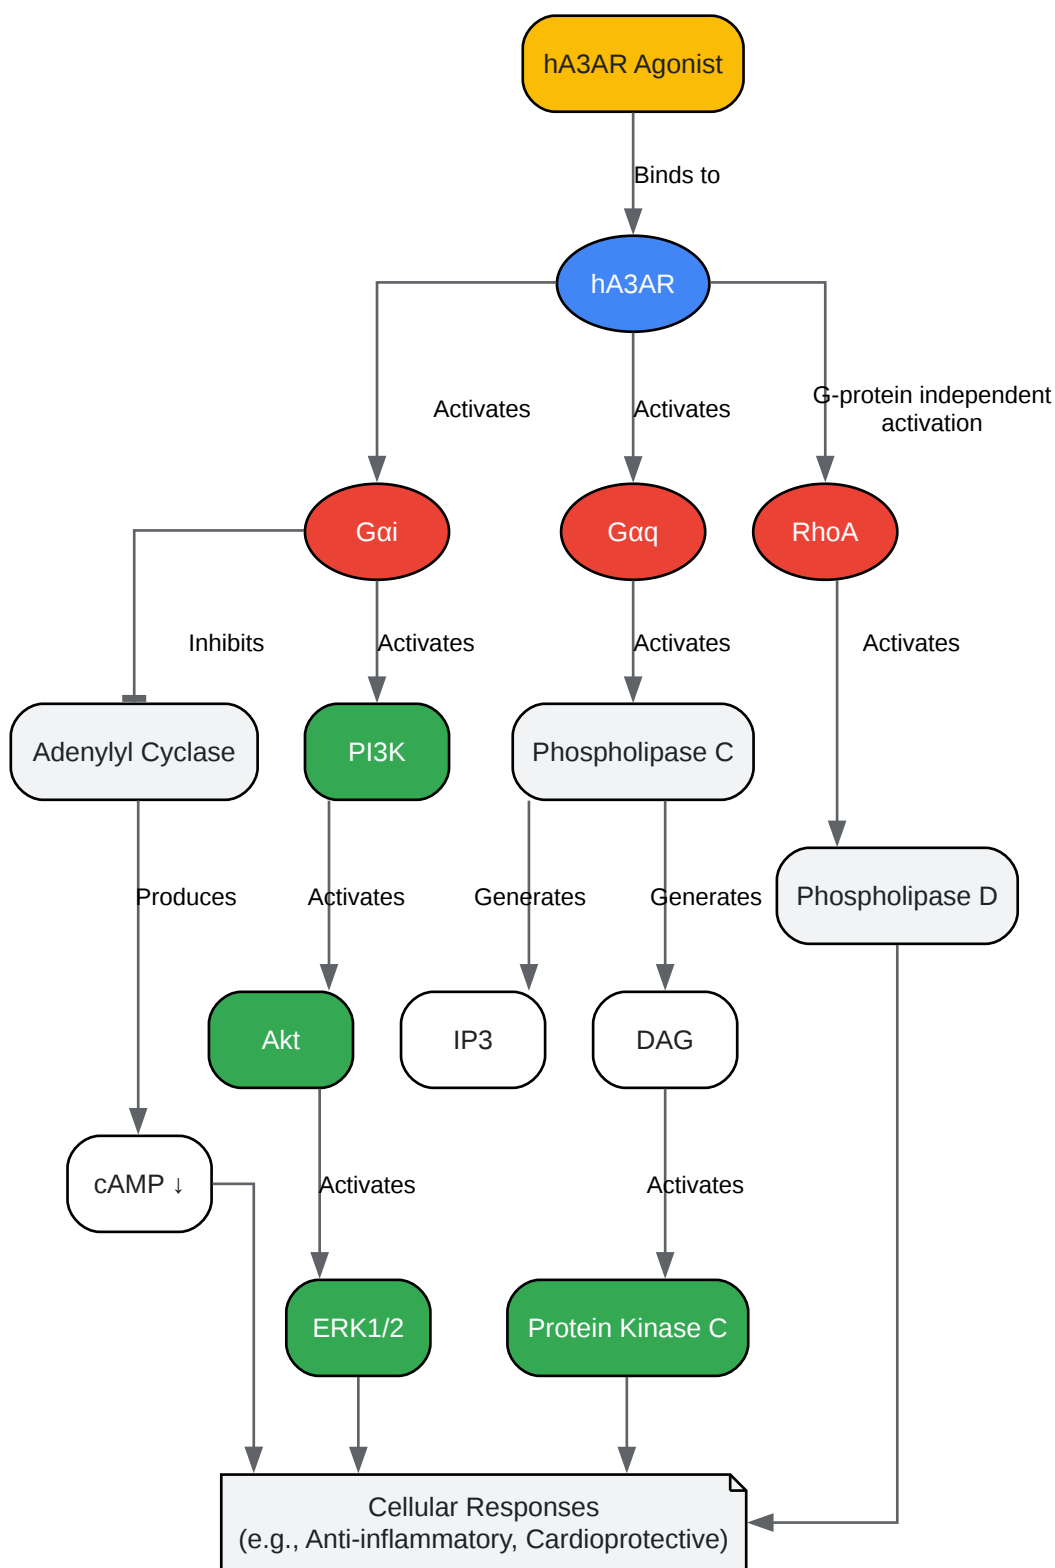 hA3AR Agonist
Binds to
hA3AR
G-protein independent
activation
Activates
Activates
Gαi
Gαq
RhoA
Inhibits
Activates
Activates
Activates
Adenylyl Cyclase
PI3K
Phospholipase C
Produces
Activates
Generates
Generates
Phospholipase D
Akt
IP3
DAG
cAMP ↓
Activates
Activates
ERK1/2
Protein Kinase C
Cellular Responses
(e.g., Anti-inflammatory, Cardioprotective)